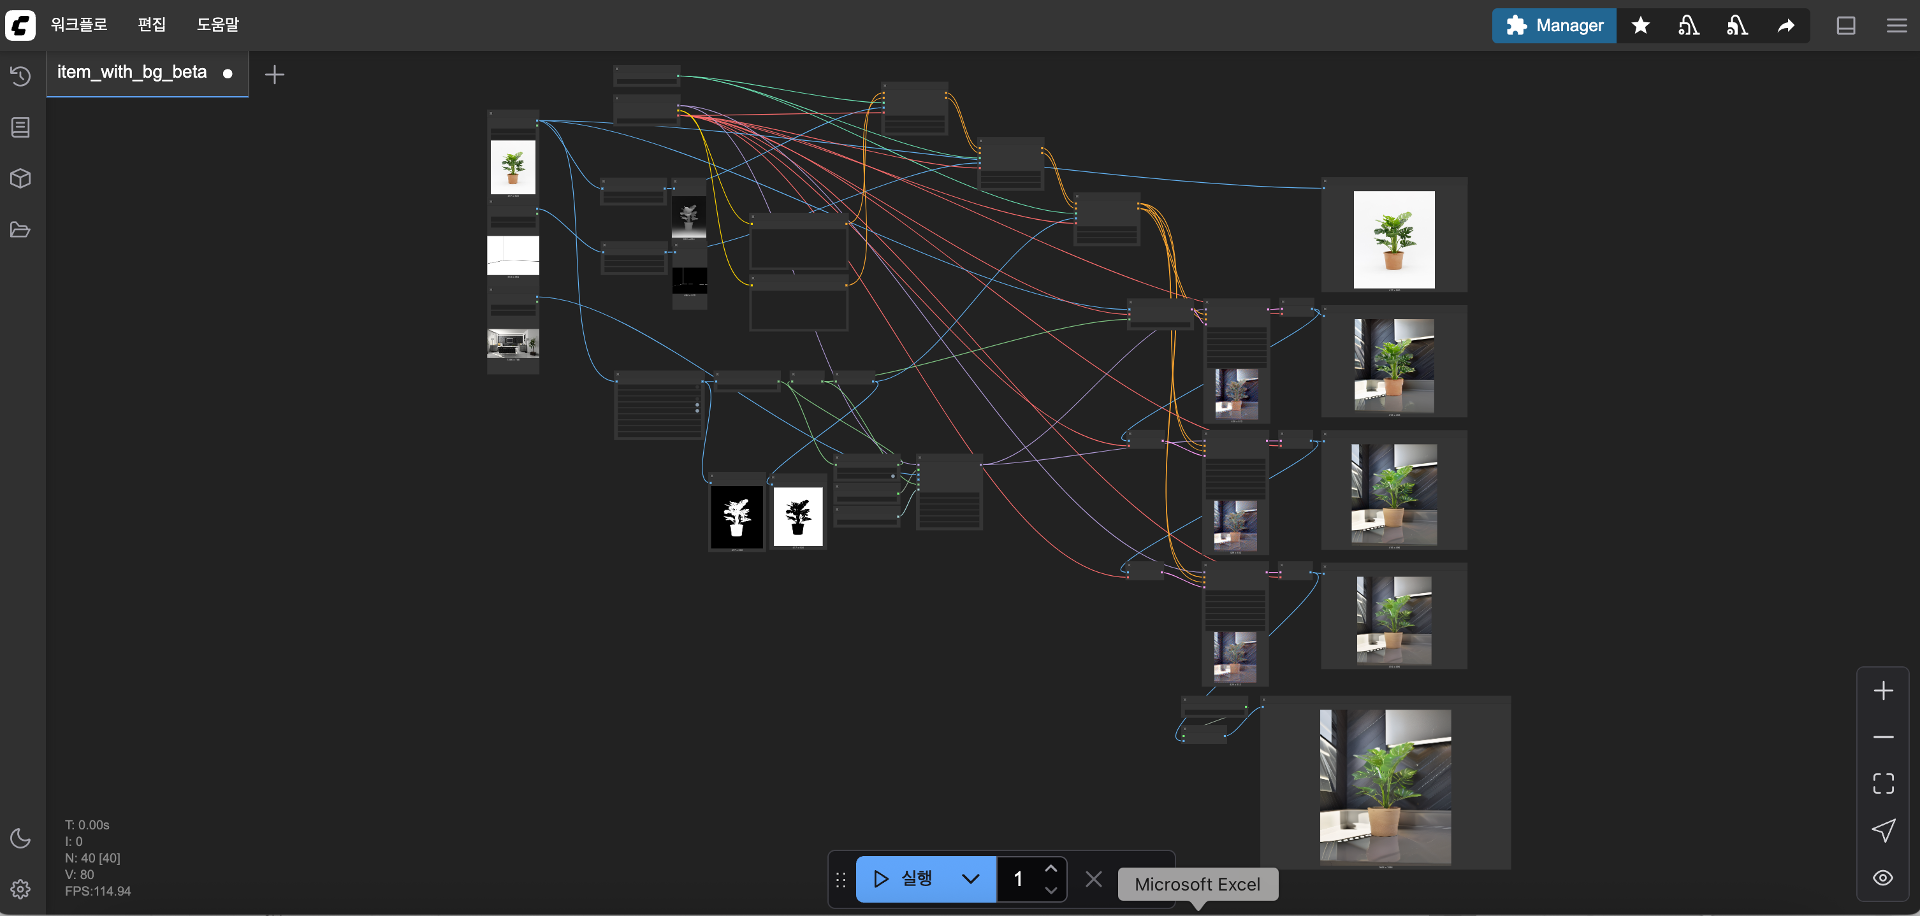 워크플로
편집
도움말
Manager
item_with_bg_beta
T: 0.00s
I: 0
N: 40 [40]
V: 80
FPS:114.94
실행
1
Microsoft Excel